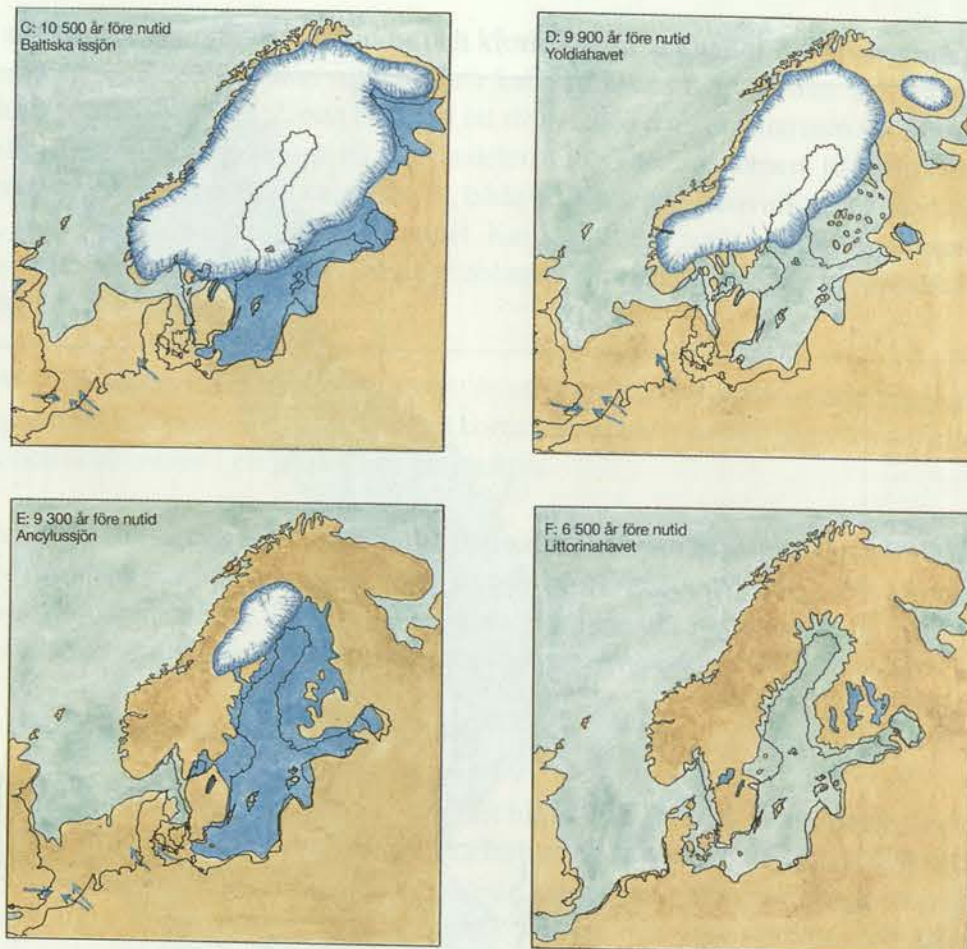 C: 10 500 år före nutid
Baltiska issjön
D: 9 900 år före nutid
Yoldiahavet
E: 9 300 år före nutid
Ancylussjön
F: 6 500 år före nutid
Littorinahavet